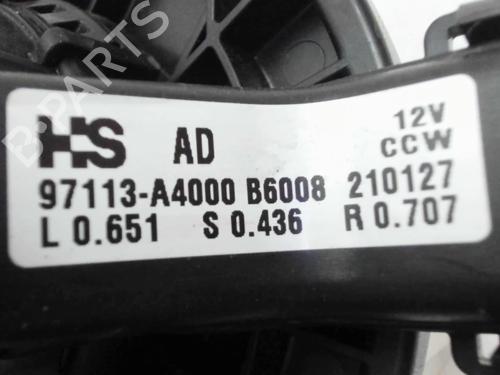 HS AD 12V
CCW
97113-A4000 B6008 210127
L 0.651 S 0.436 R 0.707
B-PARTS